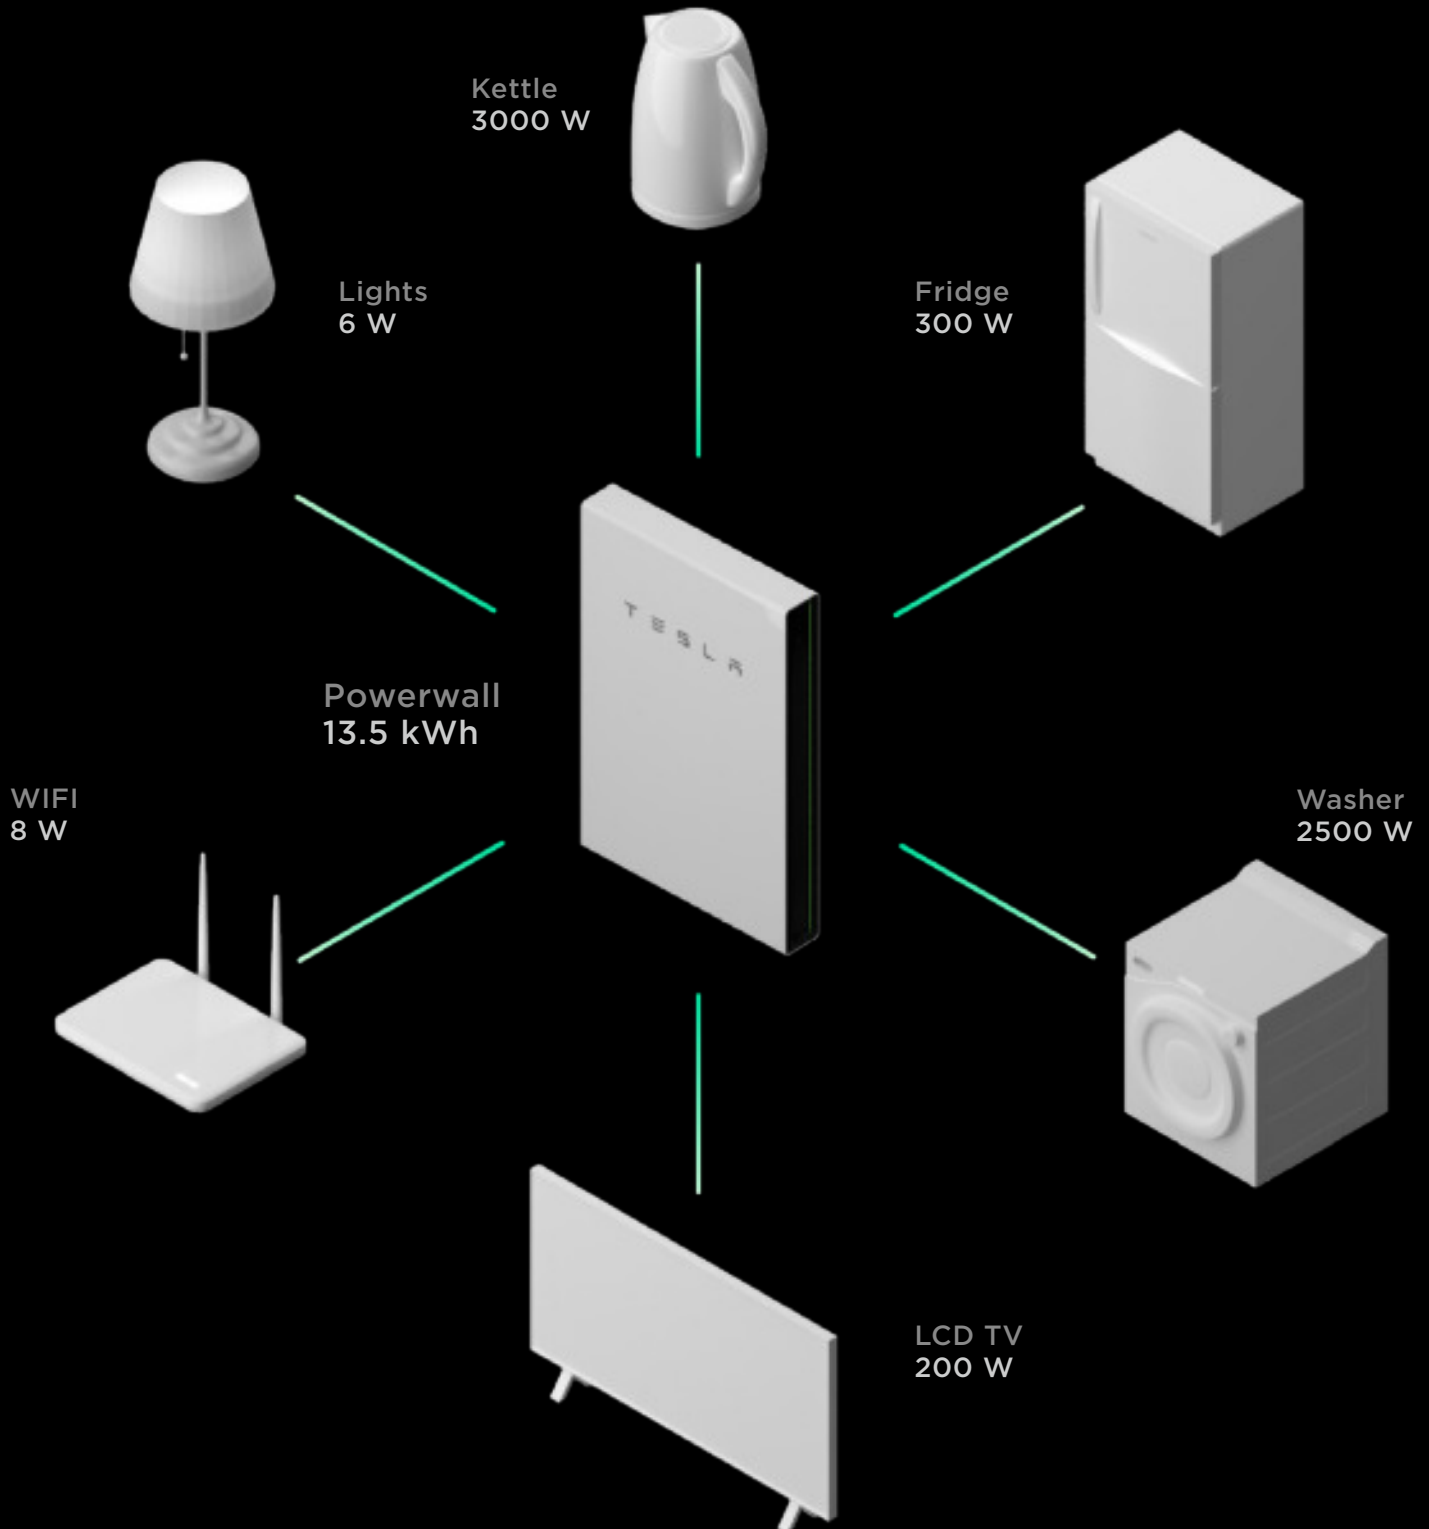 Kettle
3000 W
Lights
6 W
Fridge
300 W
TESLA
Powerwall
13.5 kWh
WIFI
8 W
Washer
2500 W
LCD TV
200 W